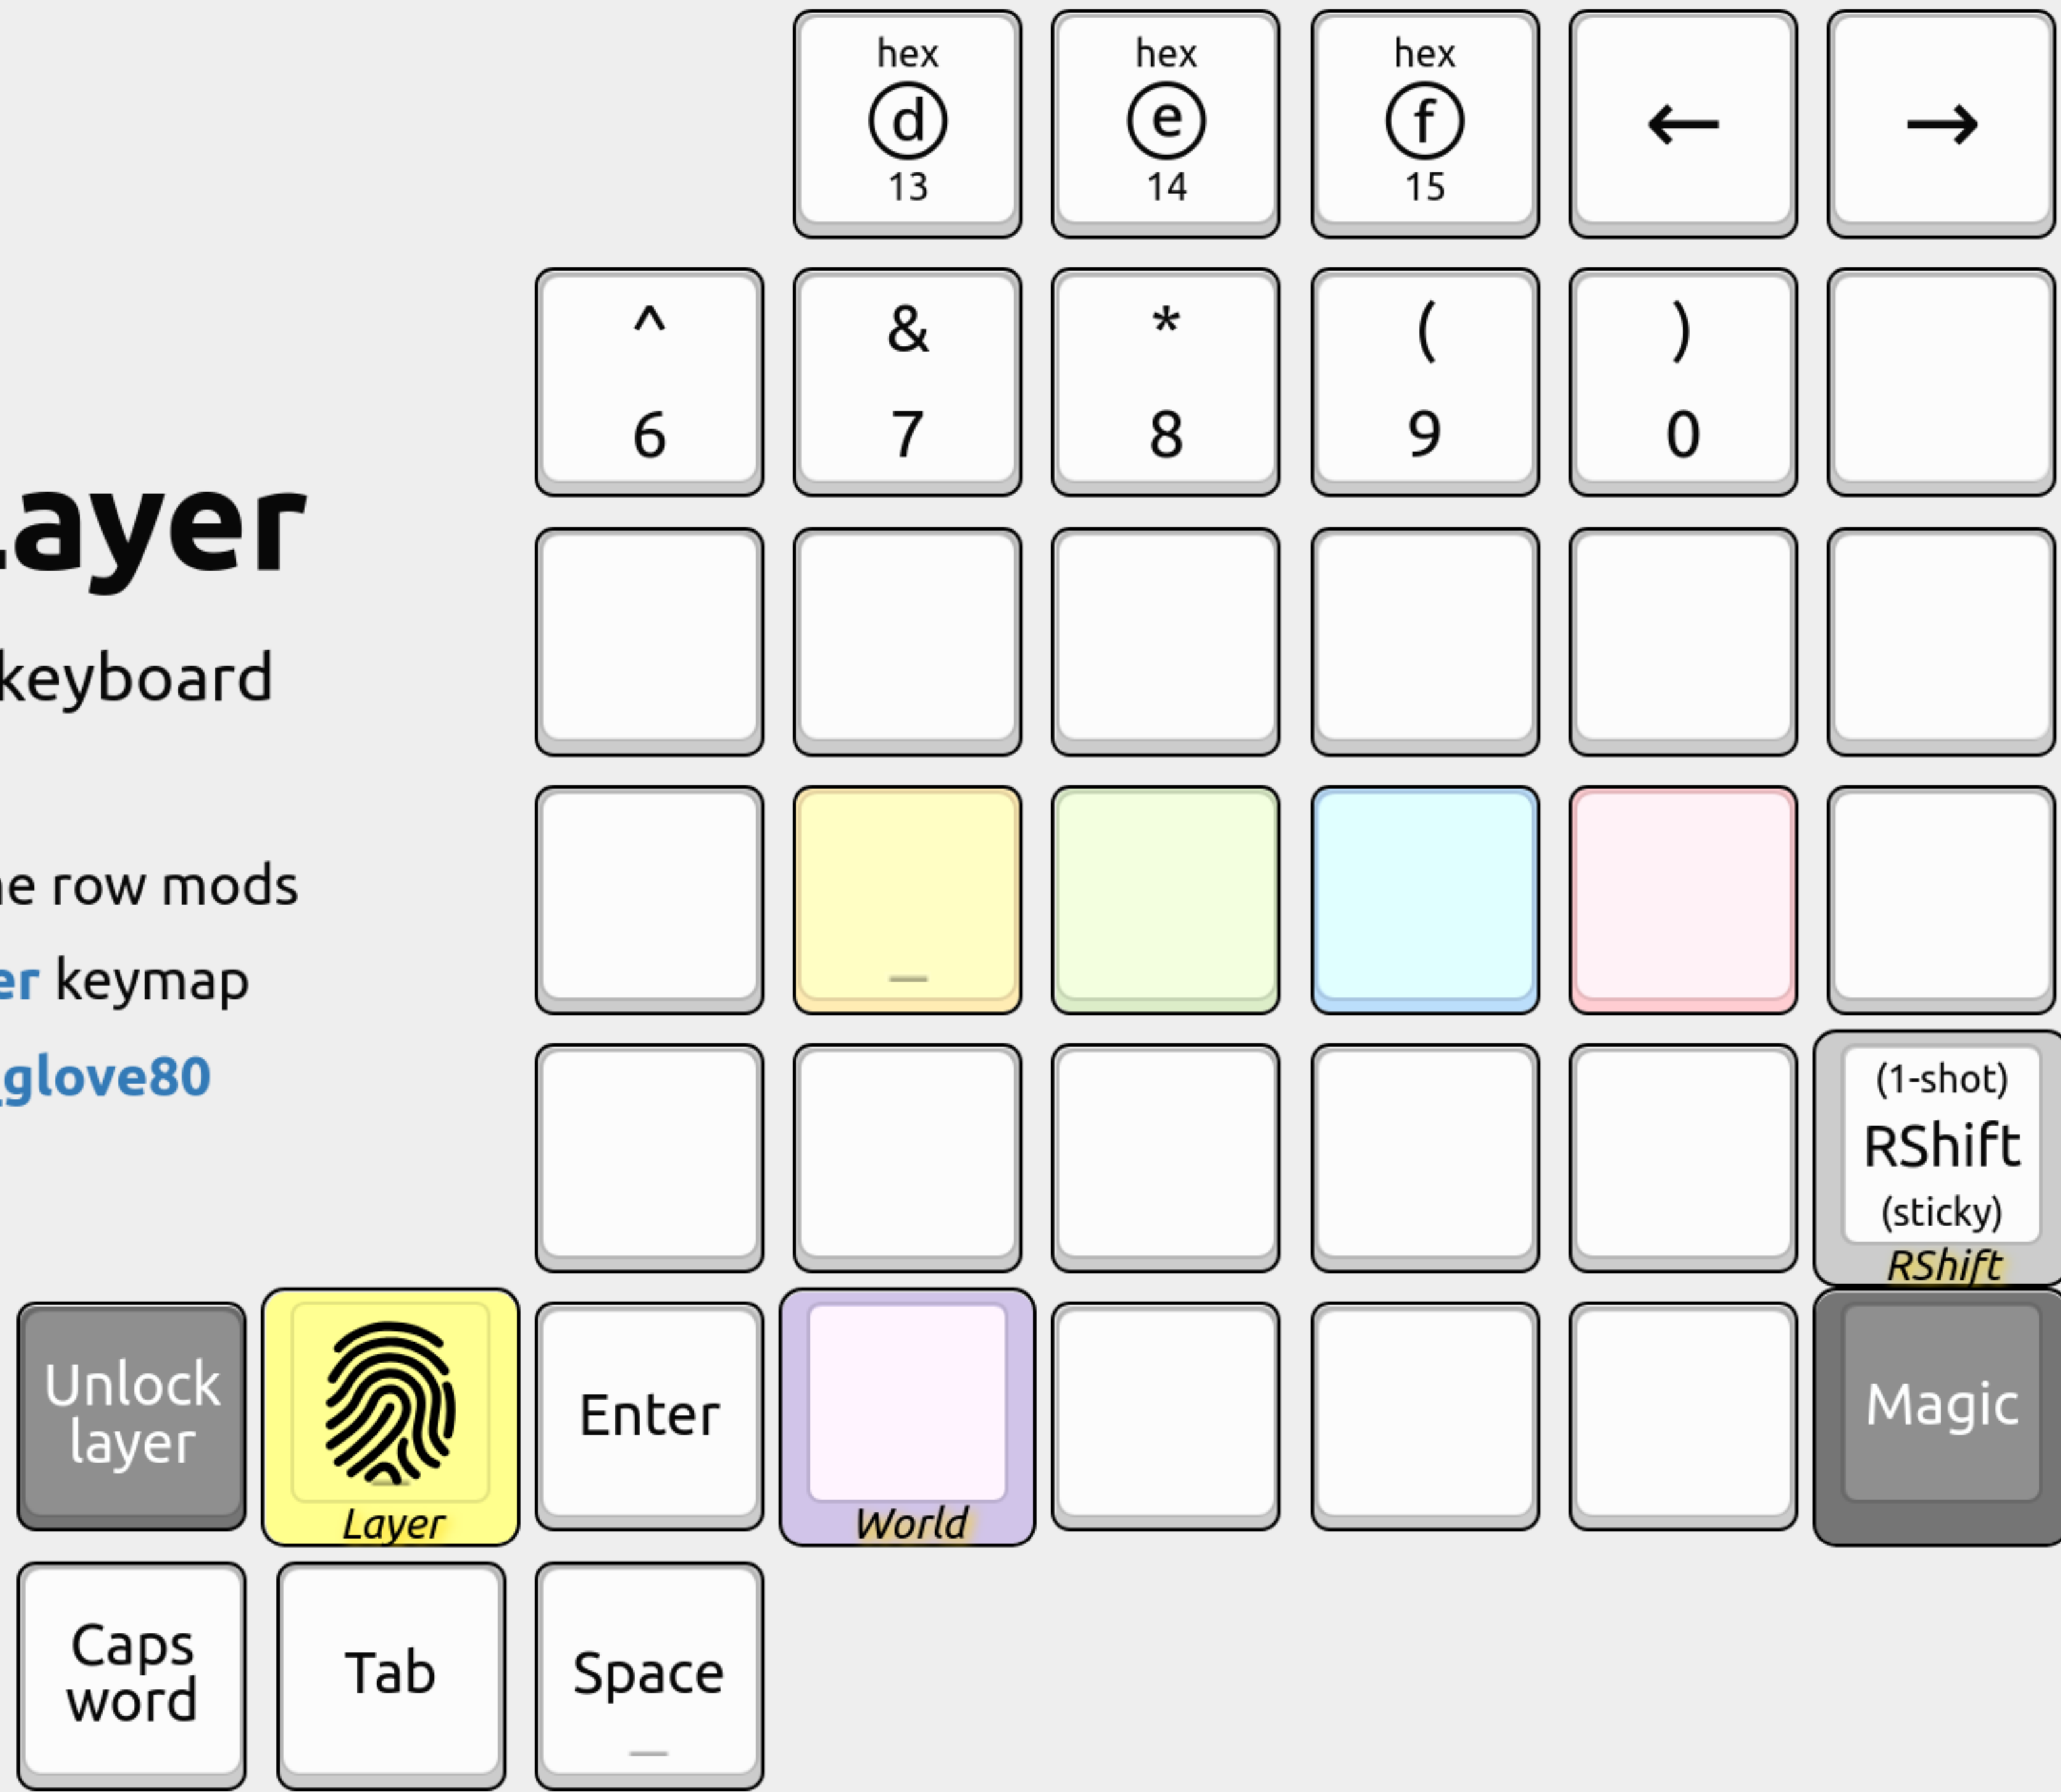 hex hex hex
d e f ← →
13 14 15
^ & * ( )
6 7 8 9 0
ayer
keyboard
e row mods
er keymap
_glove80
(1-shot)
RShift
(sticky)
RShift
Unlock
layer
Layer
Enter
World
Magic
Caps
word
Tab
Space